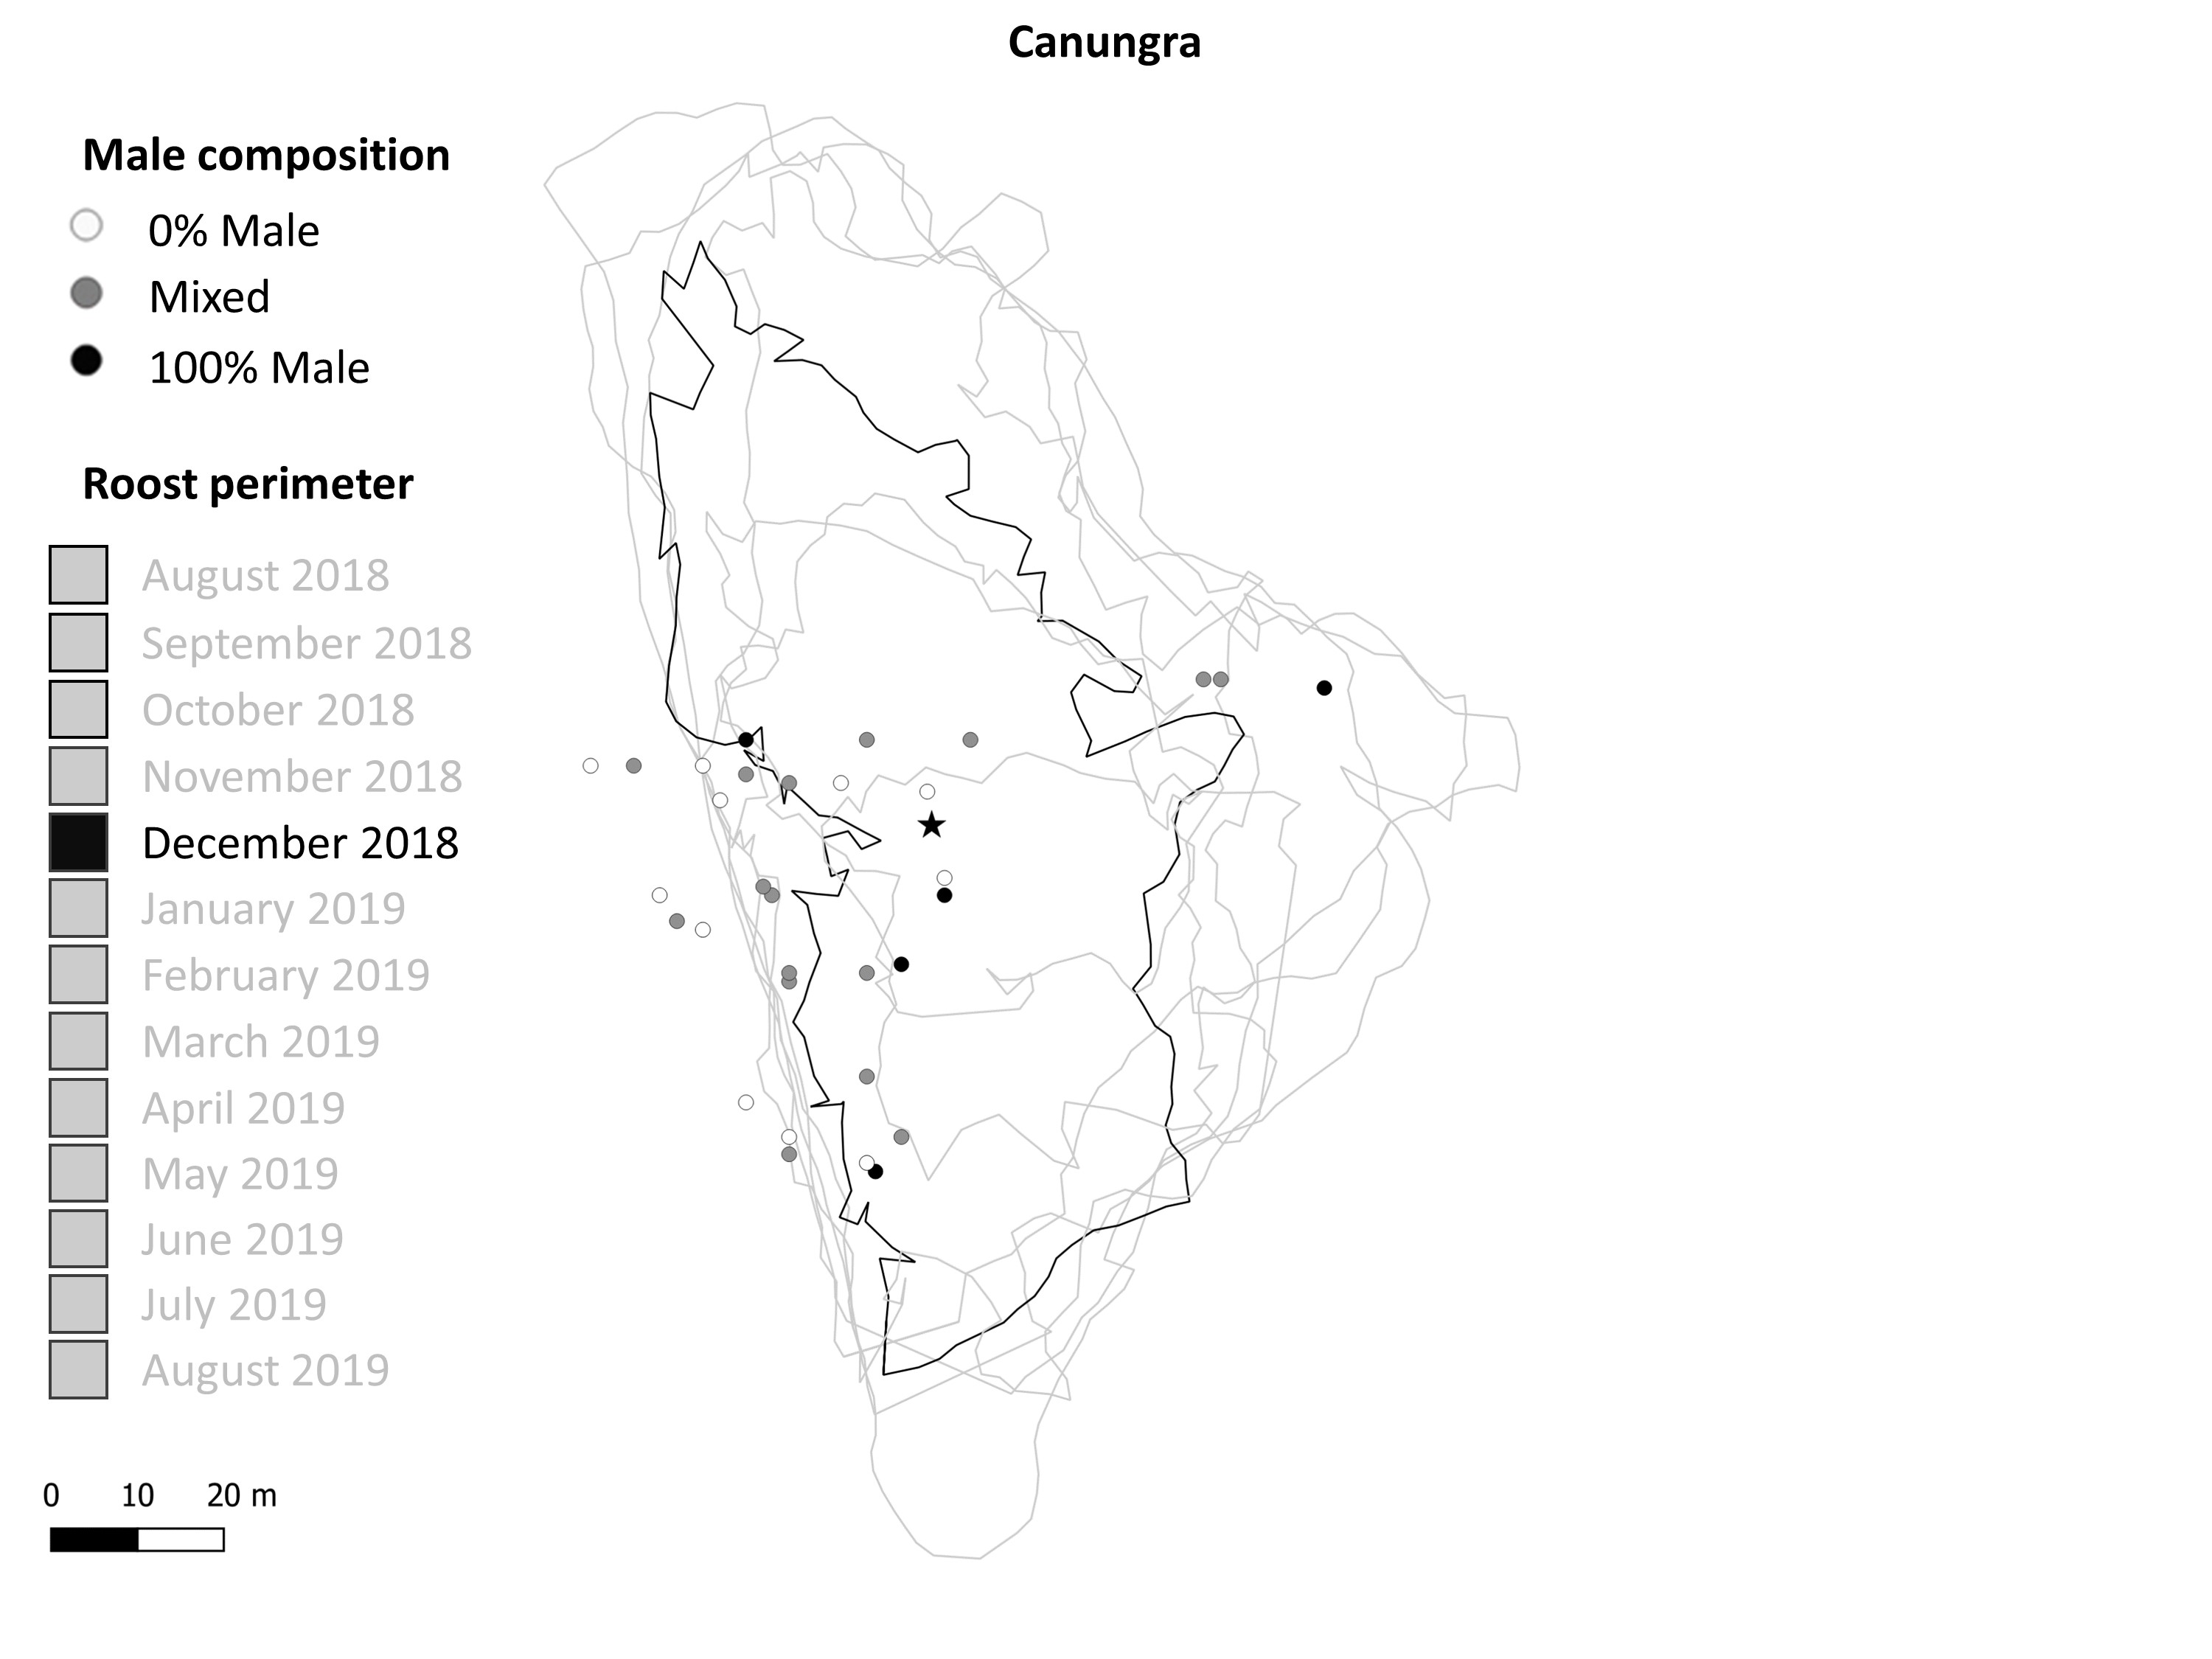 Canungra
Male composition
0% Male
Mixed
100% Male
Roost perimeter
August 2018
September 2018
October 2018
November 2018
December 2018
January 2019
February 2019
March 2019
April 2019
May 2019
June 2019
July 2019
August 2019
0 10 20 m